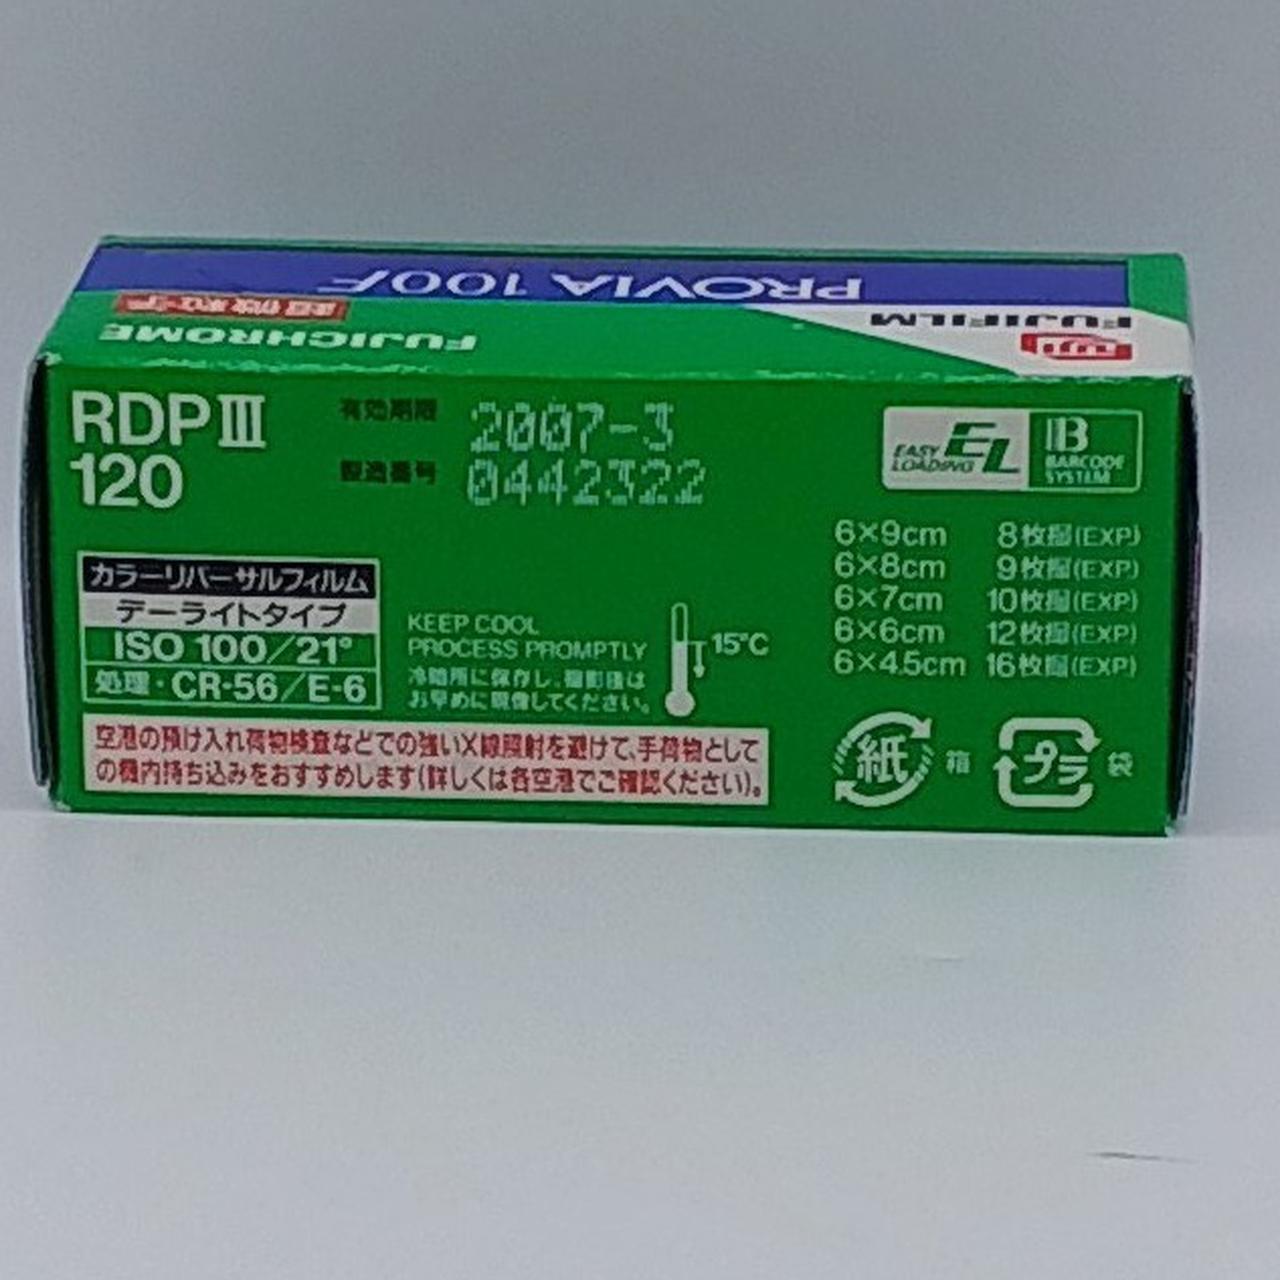 PROVIA 100F
FUJIFILM
FUJI
FUJICHROME
RDPIII
120
有効期限 2007-3
製造番号 0442322
EASY LOADING EL
B BARCODE SYSTEM
6×9cm 8枚撮(EXP)
6×8cm 9枚撮(EXP)
6×7cm 10枚撮(EXP)
6×6cm 12枚撮(EXP)
6×4.5cm 16枚撮(EXP)
カラーリバーサルフィルム
デーライトタイプ
ISO 100/21°
処理・CR-56/E-6
KEEP COOL
PROCESS PROMPTLY
冷暗所に保存し、撮影後は
お早めに現像してください。
15°C
空港の預け入れ荷物検査などでの強いX線照射を避けて、手荷物として
の機内持ち込みをおすすめします(詳しくは各空港でご確認ください)。
紙 箱
プラ 袋